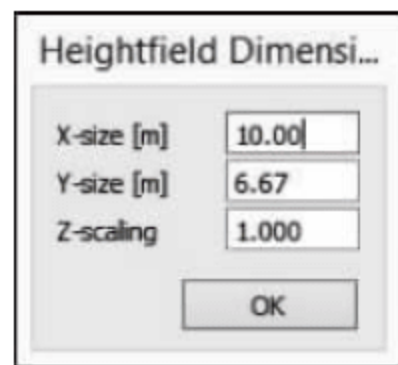 Heightfield Dimensi...
X-size [m] 10.00
Y-size [m] 6.67
Z-scaling 1.000
OK